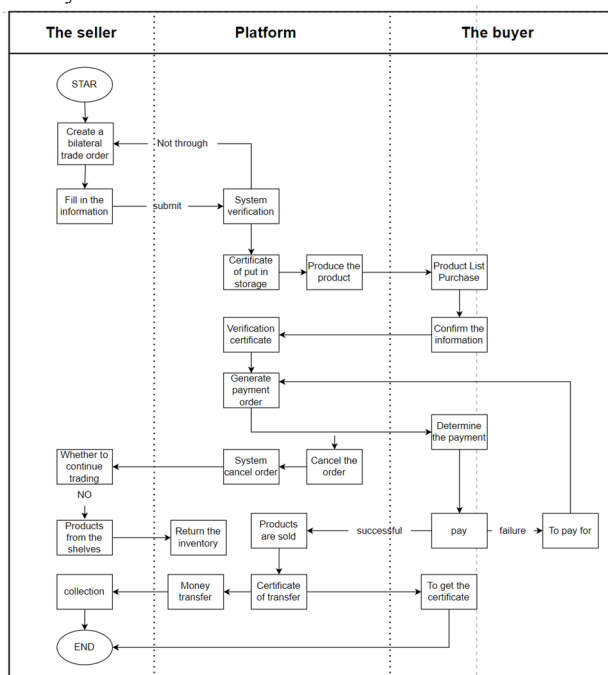 The seller
Platform
The buyer
STAR
Create a
bilateral
trade order
Not through
Fill in the
information
submit
System
verification
Certificate
of put in
storage
Produce the
product
Product List
Purchase
Verification
certificate
Confirm the
information
Generate
payment
order
Determine
the payment
Whether to
continue
trading
System
cancel order
Cancel the
order
NO
Products
from the
shelves
Return the
inventory
Products
are sold
successful
pay
failure
To pay for
collection
Money
transfer
Certificate
of transfer
To get the
certificate
END